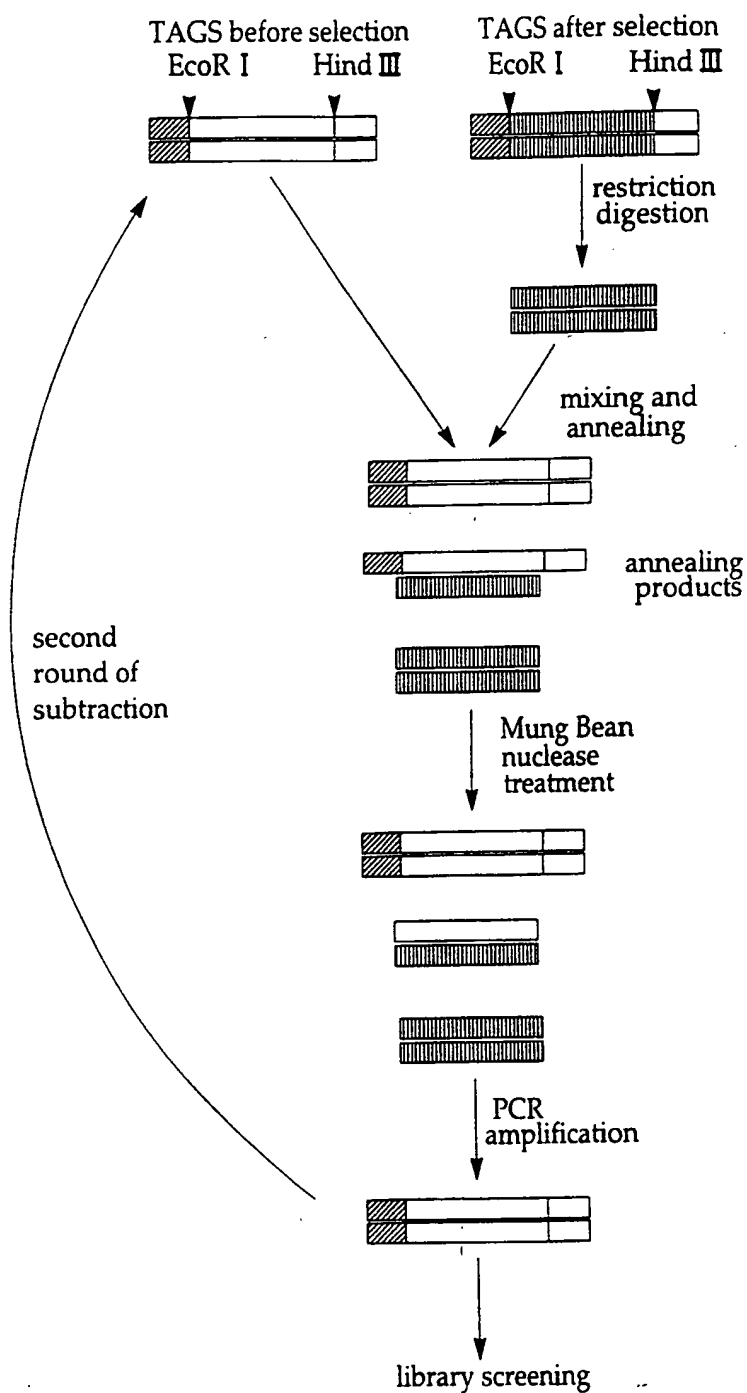 TAGS before selection
EcoR I Hind III
TAGS after selection
EcoR I Hind III
restriction
digestion
mixing and
annealing
annealing
products
second
round of
subtraction
Mung Bean
nuclease
treatment
PCR
amplification
library screening